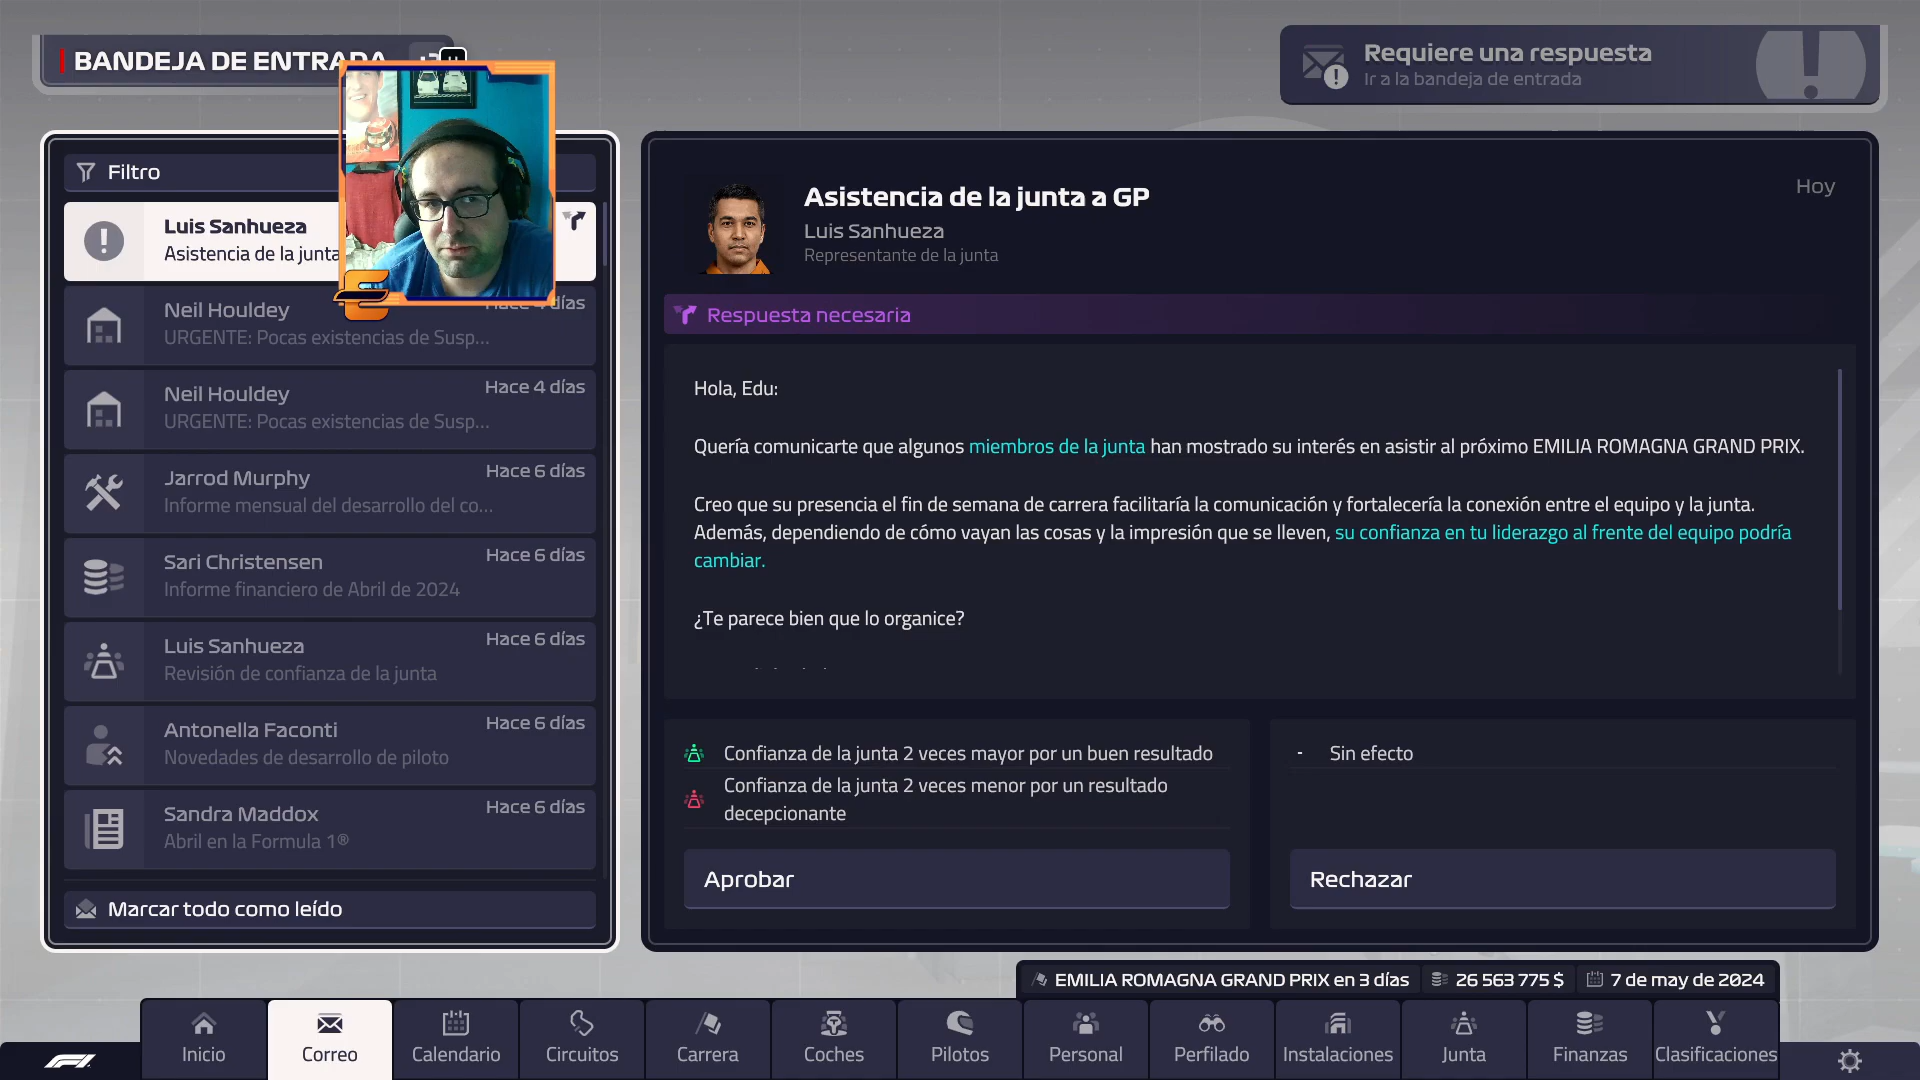 BANDEJA DE ENTRADA
Requiere una respuesta
Ir a la bandeja de entrada
Filtro
Luis Sanhueza
Asistencia de la junta
Neil Houldey
Hace 4 días
URGENTE: Pocas existencias de Susp...
Neil Houldey
Hace 4 días
URGENTE: Pocas existencias de Susp...
Jarrod Murphy
Hace 6 días
Informe mensual del desarrollo del co...
Sari Christensen
Hace 6 días
Informe financiero de Abril de 2024
Luis Sanhueza
Hace 6 días
Revisión de confianza de la junta
Antonella Faconti
Hace 6 días
Novedades de desarrollo de piloto
Sandra Maddox
Hace 6 días
Abril en la Formula 1®
Marcar todo como leído
Asistencia de la junta a GP
Hoy
Luis Sanhueza
Representante de la junta
Respuesta necesaria
Hola, Edu:
Quería comunicarte que algunos miembros de la junta han mostrado su interés en asistir al próximo EMILIA ROMAGNA GRAND PRIX.
Creo que su presencia el fin de semana de carrera facilitaría la comunicación y fortalecería la conexión entre el equipo y la junta.
Además, dependiendo de cómo vayan las cosas y la impresión que se lleven, su confianza en tu liderazgo al frente del equipo podría
cambiar.
¿Te parece bien que lo organice?
Confianza de la junta 2 veces mayor por un buen resultado
Confianza de la junta 2 veces menor por un resultado
decepcionante
Aprobar
- Sin efecto
Rechazar
EMILIA ROMAGNA GRAND PRIX en 3 días
26 563 775 $
7 de may de 2024
Inicio
Correo
Calendario
Circuitos
Carrera
Coches
Pilotos
Personal
Perfilado
Instalaciones
Junta
Finanzas
Clasificaciones